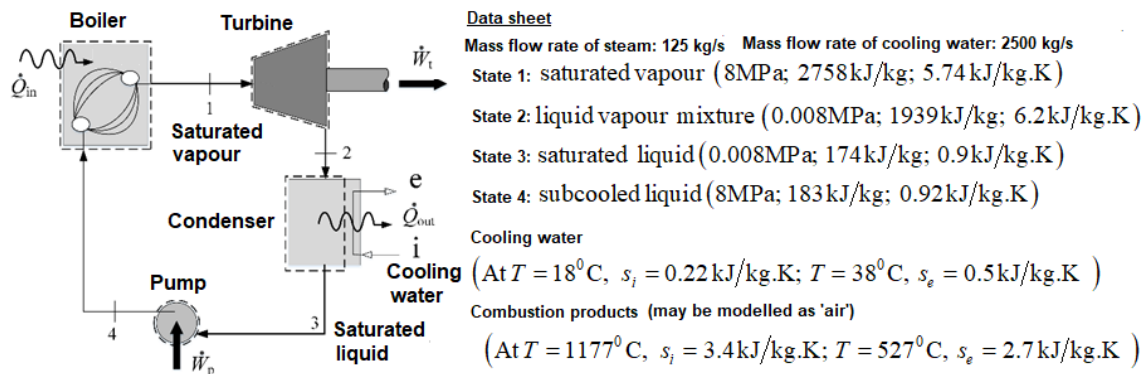 Boiler
Turbine
Q̇in
Ẇt
1
Saturated
vapour
2
e
Condenser
Q̇out
i
Cooling
water
Pump
4
3
Saturated
liquid
Ẇp
Data sheet
Mass flow rate of steam: 125 kg/s Mass flow rate of cooling water: 2500 kg/s
State 1: saturated vapour (8MPa; 2758kJ/kg; 5.74kJ/kg.K)
State 2: liquid vapour mixture (0.008MPa; 1939kJ/kg; 6.2kJ/kg.K)
State 3: saturated liquid (0.008MPa; 174kJ/kg; 0.9kJ/kg.K)
State 4: subcooled liquid (8MPa; 183kJ/kg; 0.92kJ/kg.K)
Cooling water
(At T = 18⁰C, sᵢ = 0.22kJ/kg.K; T = 38⁰C, sₑ = 0.5kJ/kg.K )
Combustion products (may be modelled as 'air')
(At T = 1177⁰C, sᵢ = 3.4kJ/kg.K; T = 527⁰C, sₑ = 2.7kJ/kg.K )